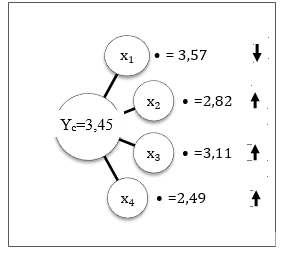 x₁ • = 3,57 ↓
x₂ • =2,82 ↑
Yc=3,45
x₃ • =3,11 ↑
x₄ • =2,49 ↑